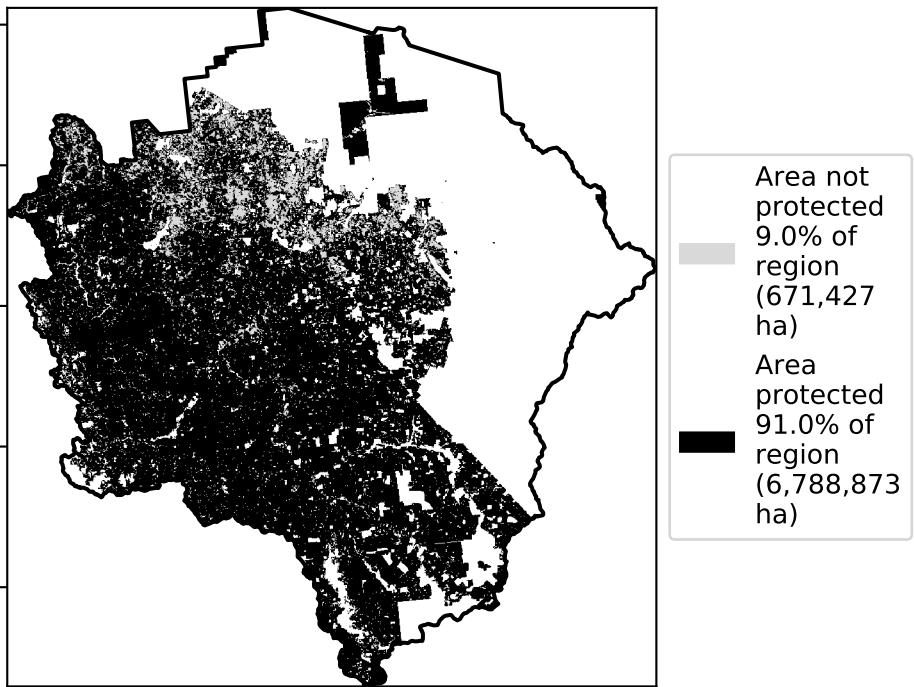 Area not
protected
9.0% of
region
(671,427
ha)
Area
protected
91.0% of
region
(6,788,873
ha)